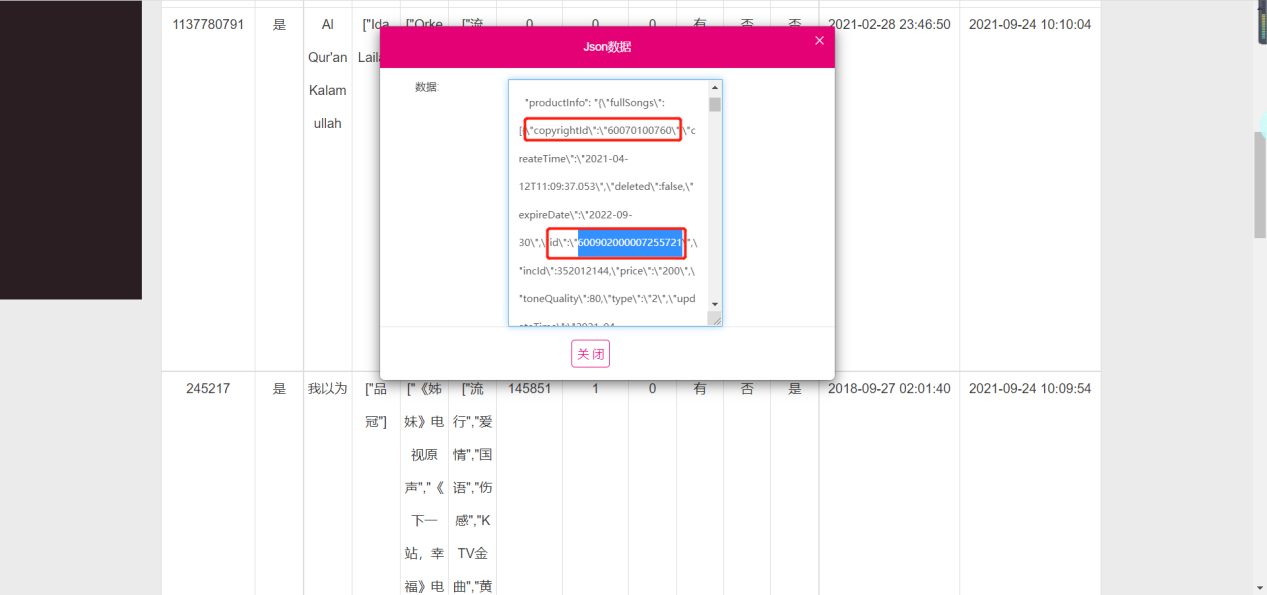 1137780791 是 Al ["Ida ["Orke ["流 0 0 0 有 否 否 2021-02-28 23:46:50 2021-09-24 10:10:04
Qur'an
Kalam
ullah
Json数据
数据:
"productInfo": "{\"fullSongs\":
\"copyrightId\":\"60070100760\" \"c
reateTime\":\"2021-04-
12T11:09:37.053\",\"deleted\":false,\"
expireDate\":\"2022-09-
30\",\"id\":\"600902000007255721\",\
"incId\":352012144,\"price\":\"200\",\
"toneQuality\":80,\"type\":\"2\",\"upd
关 闭
245217 是 我以为 ["品 ["《姊 ["流 145851 1 0 有 否 是 2018-09-27 02:01:40 2021-09-24 10:09:54
冠"] 妹》电 行","爱
视原 情","国
声","《 语","伤
下一 感","K
站，幸 TV金
福》电 曲","黄